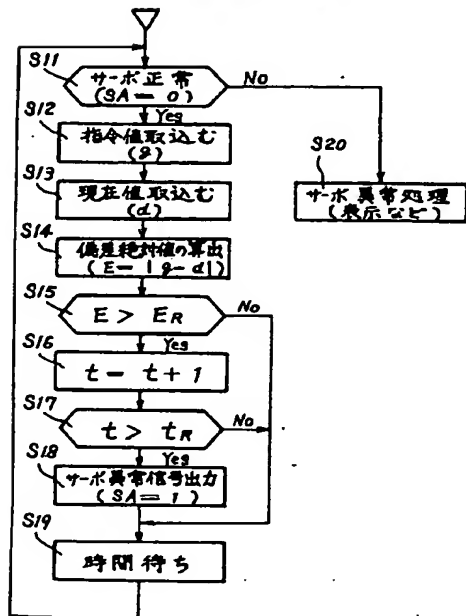 S11
サーボ正常
(SA=0)
No
Yes
S12
指令値取込む
(g)
S13
現在値取込む
(d)
S20
サーボ異常処理
(表示など)
S14
偏差絶対値の算出
(E=|g-d|)
S15
E > ER
No
Yes
S16
t = t + 1
S17
t > tR
No
Yes
S18
サーボ異常信号出力
(SA=1)
S19
時間待ち